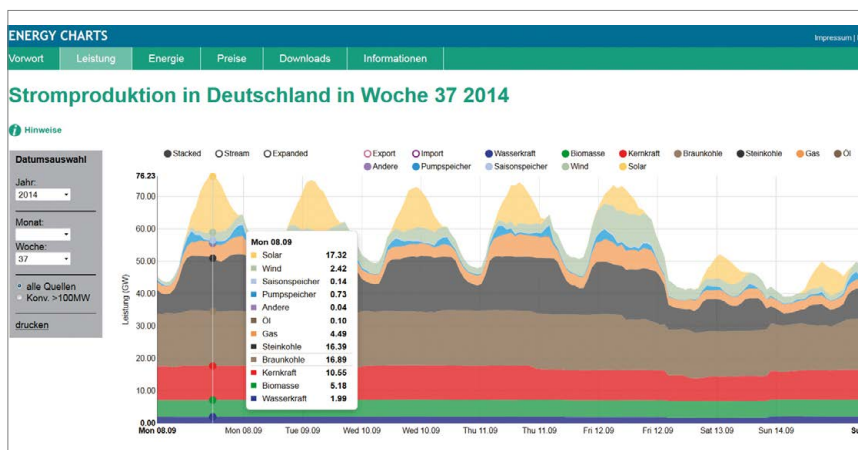 ENERGY CHARTS
Impressum |
Vorwort Leistung Energie Preise Downloads Informationen
Stromproduktion in Deutschland in Woche 37 2014
i Hinweise
Datumsauswahl
Jahr:
2014
Monat:
Woche:
37
alle Quellen
Konv. >100MW
drucken
Stacked Stream Expanded Export Import Wasserkraft Biomasse Kernkraft Braunkohle Steinkohle Gas Öl
Andere Pumpspeicher Saisonspeicher Wind Solar
Leistung (GW)
76.23
70.00
60.00
50.00
40.00
30.00
20.00
10.00
0.00
Mon 08.09
Solar 17.32
Wind 2.42
Saisonspeicher 0.14
Pumpspeicher 0.73
Andere 0.04
Öl 0.10
Gas 4.49
Steinkohle 16.39
Braunkohle 16.89
Kernkraft 10.55
Biomasse 5.18
Wasserkraft 1.99
Mon 08.09 Mon 08.09 Tue 09.09 Wed 10.09 Wed 10.09 Thu 11.09 Thu 11.09 Fri 12.09 Fri 12.09 Sat 13.09 Sun 14.09